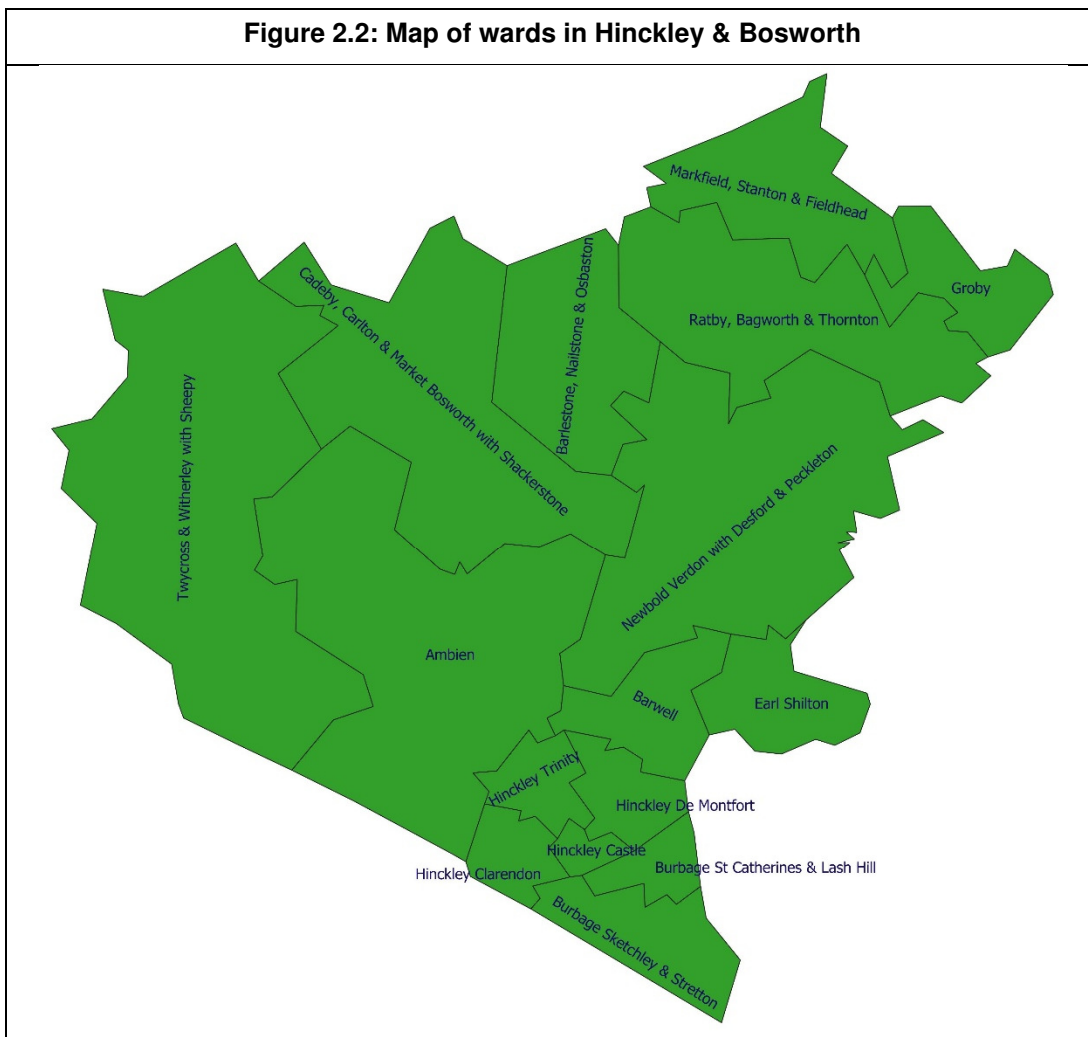 Figure 2.2: Map of wards in Hinckley & Bosworth
Markfield, Stanton & Fieldhead
Groby
Ratby, Bagworth & Thornton
Barlestone, Nailstone & Osbaston
Cadeby, Carlton & Market Bosworth with Shackerstone
Twycross & Witherley with Sheepy
Newbold Verdon with Desford & Peckleton
Ambien
Barwell
Earl Shilton
Hinckley Trinity
Hinckley De Montfort
Hinckley Castle
Hinckley Clarendon
Burbage St Catherines & Lash Hill
Burbage Sketchley & Stretton